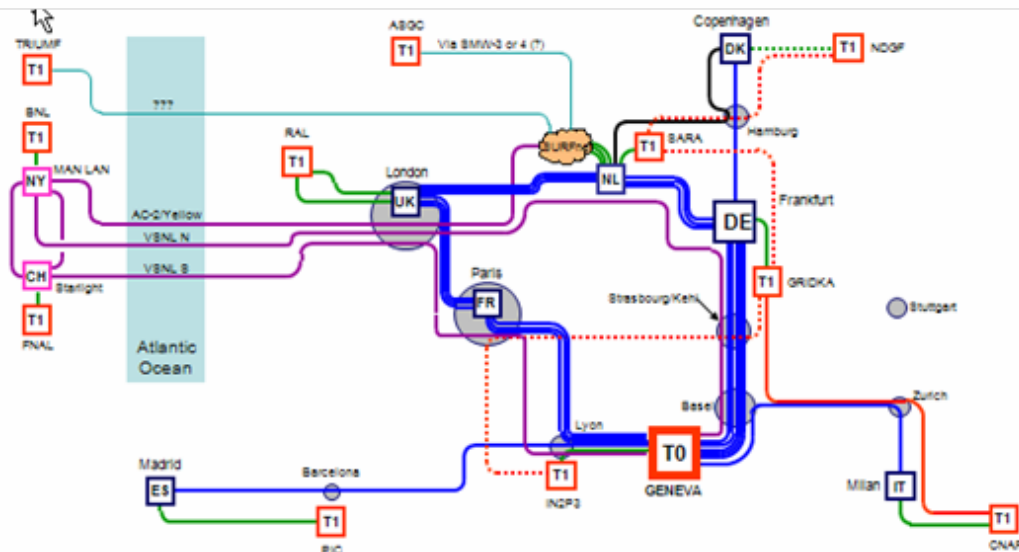 Copenhagen
ASGC
TRIUMF
T1
T1
Via SMW-3 or 4 (?)
DK
T1
NDGF
???
BNL
T1
RAL
T1
Hamburg
SURFnet
T1
SARA
MAN LAN
NY
London
UK
NL
Frankfurt
AC-2/Yellow
DE
VSNL N
VSNL S
CH
Starlight
Paris
FR
T1
GRIDKA
Strasbourg/Kehl
Stuttgart
T1
FNAL
Atlantic
Ocean
Basel
Zurich
Lyon
T0
GENEVA
Madrid
ES
Barcelona
T1
IN2P3
Milan
IT
T1
PIC
T1
CNAF